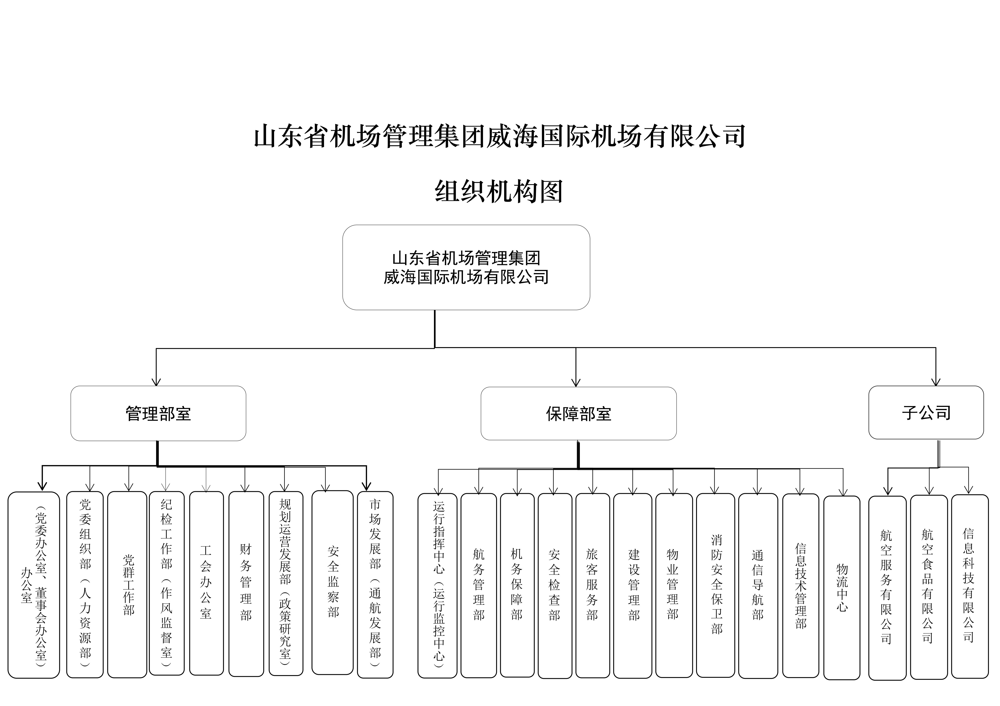 山东省机场管理集团威海国际机场有限公司
组织机构图
山东省机场管理集团
威海国际机场有限公司
管理部室
保障部室
子公司
办公室
（党委办公室、董事会办公室）
党委组织部（人力资源部）
党群工作部
纪检工作部（作风监督室）
工会办公室
财务管理部
规划运营发展部（政策研究室）
安全监察部
市场发展部（通航发展部）
运行指挥中心（运行监控中心）
航务管理部
机务保障部
安全检查部
旅客服务部
建设管理部
物业管理部
消防安全保卫部
通信导航部
信息技术管理部
物流中心
航空服务有限公司
航空食品有限公司
信息科技有限公司